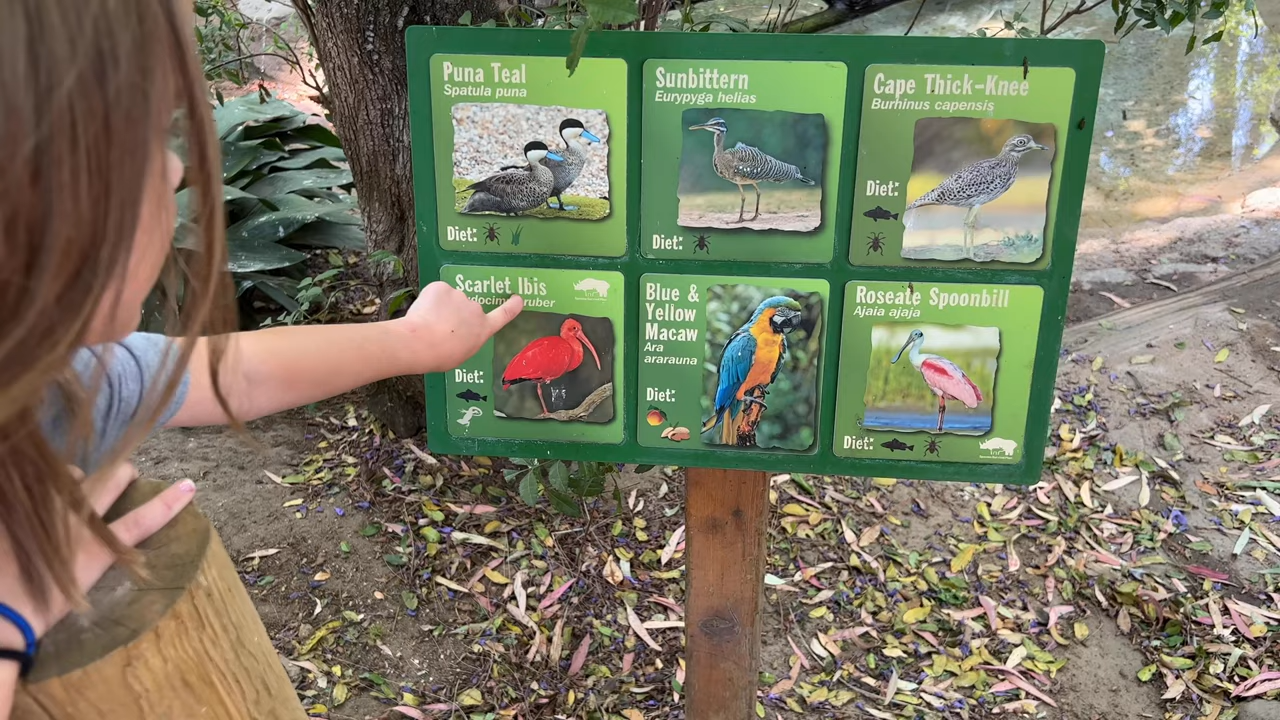 Puna Teal
Spatula puna
Diet:
Sunbittern
Eurypyga helias
Diet:
Cape Thick-Knee
Burhinus capensis
Diet:
Scarlet Ibis
ruber
Diet:
Blue &
Yellow
Macaw
Ara
ararauna
Diet:
Roseate Spoonbill
Ajaia ajaja
Diet: